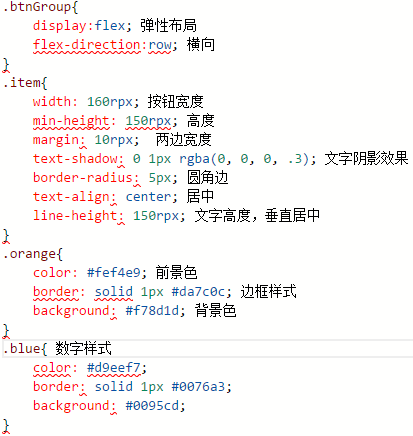 .btnGroup{
display:flex; 弹性布局
flex-direction:row; 横向
}
.item{
width: 160rpx; 按钮宽度
min-height: 150rpx; 高度
margin: 10rpx; 两边宽度
text-shadow: 0 1px rgba(0, 0, 0, .3); 文字阴影效果
border-radius: 5px; 圆角边
text-align: center; 居中
line-height: 150rpx; 文字高度，垂直居中
}
.orange{
color: #fef4e9; 前景色
border: solid 1px #da7c0c; 边框样式
background: #f78d1d; 背景色
}
.blue{ 数字样式
color: #d9eef7;
border: solid 1px #0076a3;
background: #0095cd;
}